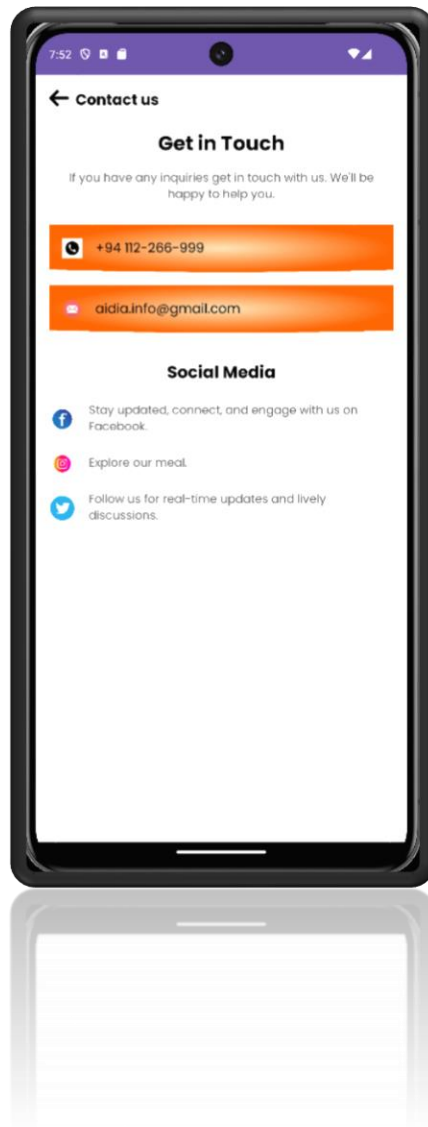 7:52
Contact us
Get in Touch
If you have any inquiries get in touch with us. We'll be
happy to help you.
+94 112-266-999
aidia.info@gmail.com
Social Media
Stay updated, connect, and engage with us on
Facebook.
Explore our meal.
Follow us for real-time updates and lively
discussions.